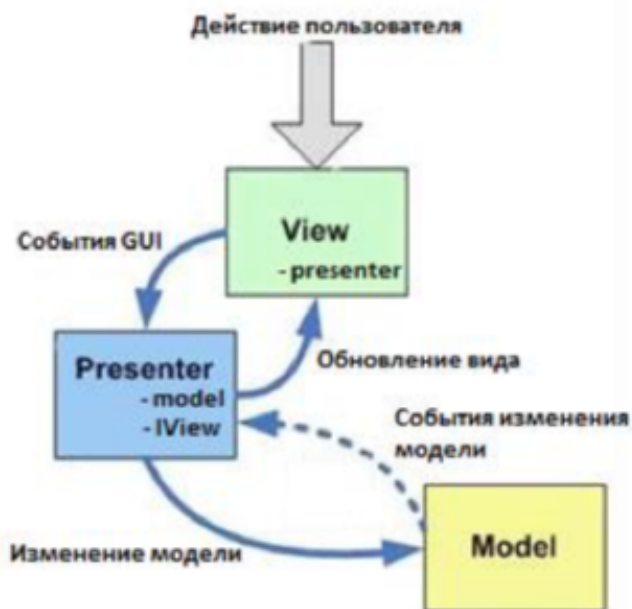 Действие пользователя
View
- presenter
События GUI
Presenter
- model
- IView
Обновление вида
События изменения
модели
Изменение модели
Model